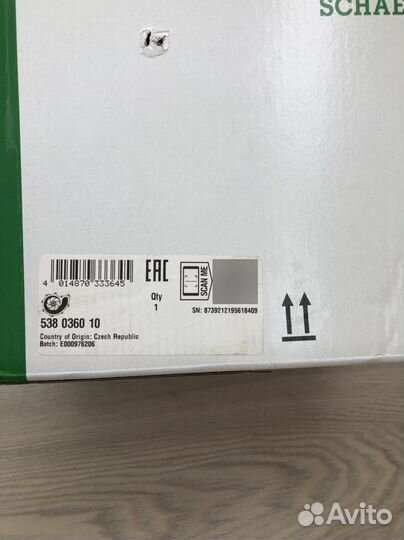 SCHAE
EAC
SCAN ME
4 014870 333645
Qty
1
SN: 8739212195618409
538 0360 10
Country of Origin: Czech Republic
Batch: E000976206
Avito